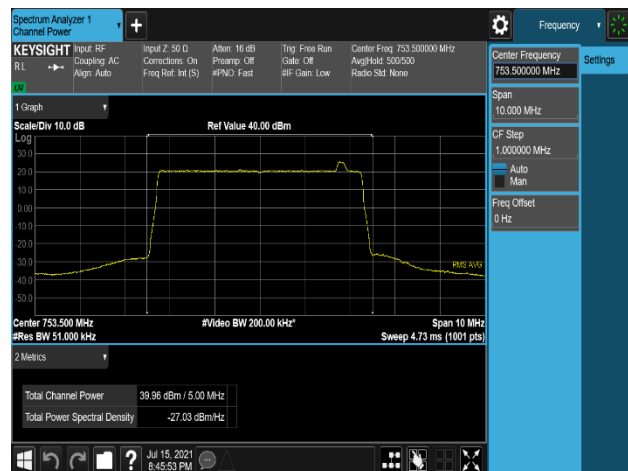 Spectrum Analyzer 1
Channel Power
Frequency
KEYSIGHT
RL
Input: RF
Coupling: AC
Align: Auto
Input Z: 50 Ω
Corrections: On
Freq Ref: Int (S)
Atten: 16 dB
Preamp: Off
#PNO: Fast
Trig: Free Run
Gate: Off
#IF Gain: Low
Center Freq: 753.500000 MHz
Avg|Hold: 500/500
Radio Std: None
Center Frequency
753.500000 MHz
Settings
Span
10.000 MHz
CF Step
1.000000 MHz
Auto
Man
Freq Offset
0 Hz
1 Graph
Scale/Div 10.0 dB
Ref Value 40.00 dBm
Log
30.0
20.0
10.0
0.00
-10.0
-20.0
-30.0
-40.0
-50.0
RMS AVG
Center 753.500 MHz
#Video BW 200.00 kHz*
Span 10 MHz
#Res BW 51.000 kHz
Sweep 4.73 ms (1001 pts)
2 Metrics
Total Channel Power 39.96 dBm / 5.00 MHz
Total Power Spectral Density -27.03 dBm/Hz
?
Jul 15, 2021
8:45:53 PM